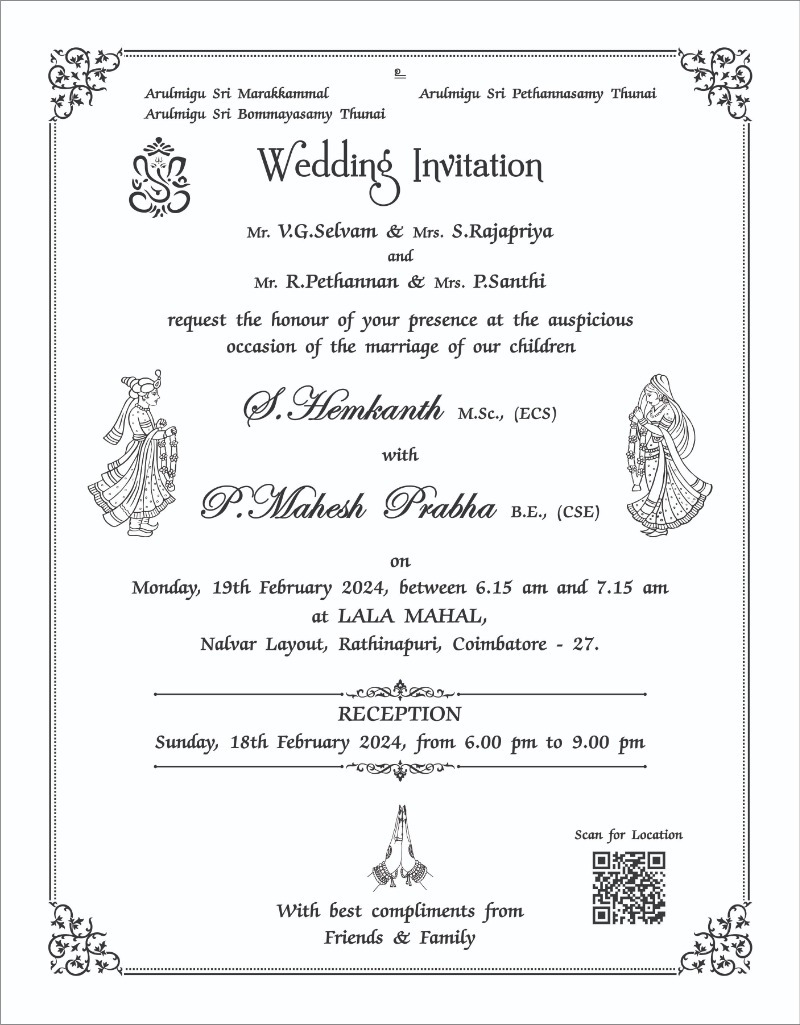 உ
Arulmigu Sri Marakkammal
Arulmigu Sri Pethannasamy Thunai
Arulmigu Sri Bommayasamy Thunai
Wedding Invitation
Mr. V.G.Selvam & Mrs. S.Rajapriya
and
Mr. R.Pethannan & Mrs. P.Santhi
request the honour of your presence at the auspicious
occasion of the marriage of our children
S.Hemkanth M.Sc., (ECS)
with
P.Mahesh Prabha B.E., (CSE)
on
Monday, 19th February 2024, between 6.15 am and 7.15 am
at LALA MAHAL,
Nalvar Layout, Rathinapuri, Coimbatore - 27.
RECEPTION
Sunday, 18th February 2024, from 6.00 pm to 9.00 pm
Scan for Location
With best compliments from
Friends & Family